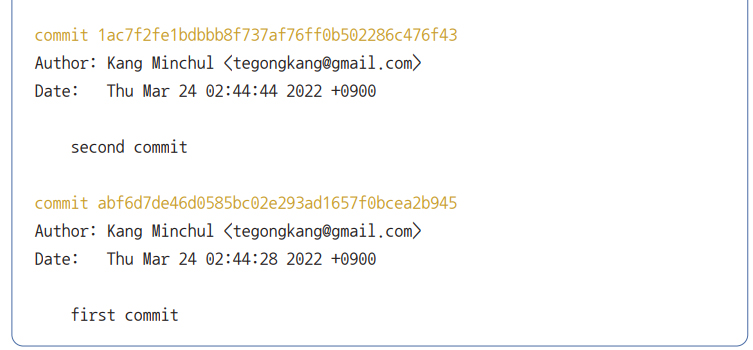 commit 1ac7f2fe1bdbbb8f737af76ff0b502286c476f43
Author: Kang Minchul <tegongkang@gmail.com>
Date:   Thu Mar 24 02:44:44 2022 +0900
second commit
commit abf6d7de46d0585bc02e293ad1657f0bcea2b945
Author: Kang Minchul <tegongkang@gmail.com>
Date:   Thu Mar 24 02:44:28 2022 +0900
first commit